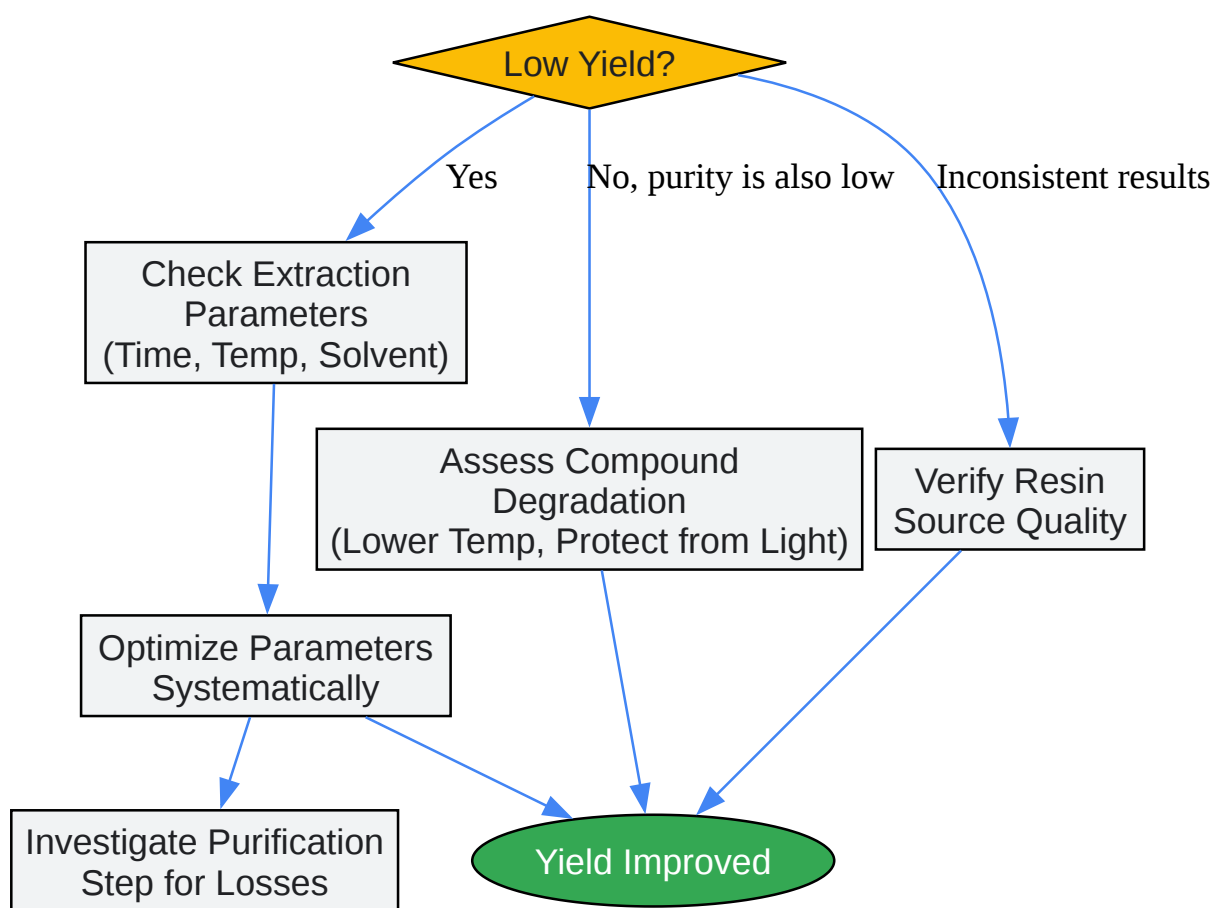 Low Yield?
Yes
No, purity is also low
Inconsistent results
Check Extraction
Parameters
(Time, Temp, Solvent)
Assess Compound
Degradation
(Lower Temp, Protect from Light)
Verify Resin
Source Quality
Optimize Parameters
Systematically
Investigate Purification
Step for Losses
Yield Improved